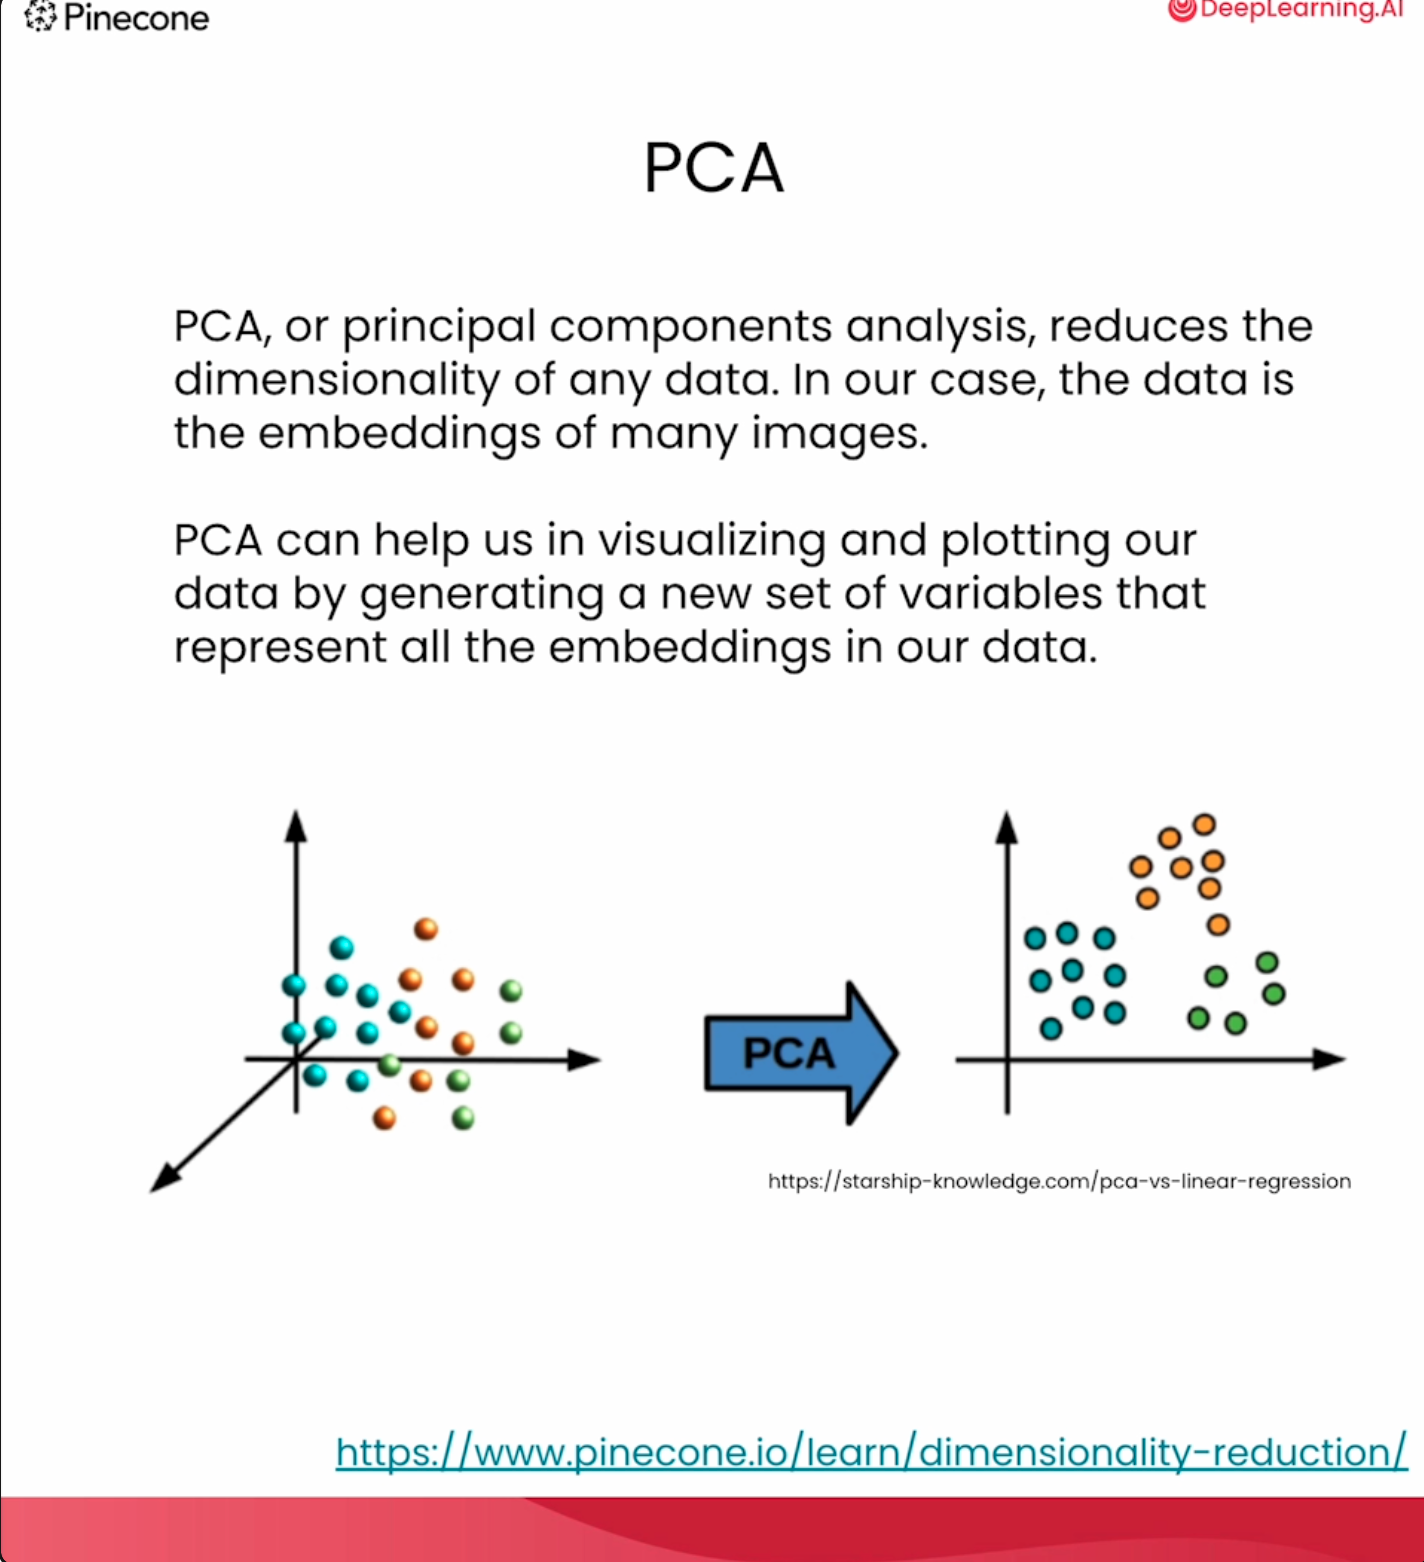 Pinecone
DeepLearning.AI
PCA
PCA, or principal components analysis, reduces the
dimensionality of any data. In our case, the data is
the embeddings of many images.
PCA can help us in visualizing and plotting our
data by generating a new set of variables that
represent all the embeddings in our data.
PCA
https://starship-knowledge.com/pca-vs-linear-regression
https://www.pinecone.io/learn/dimensionality-reduction/